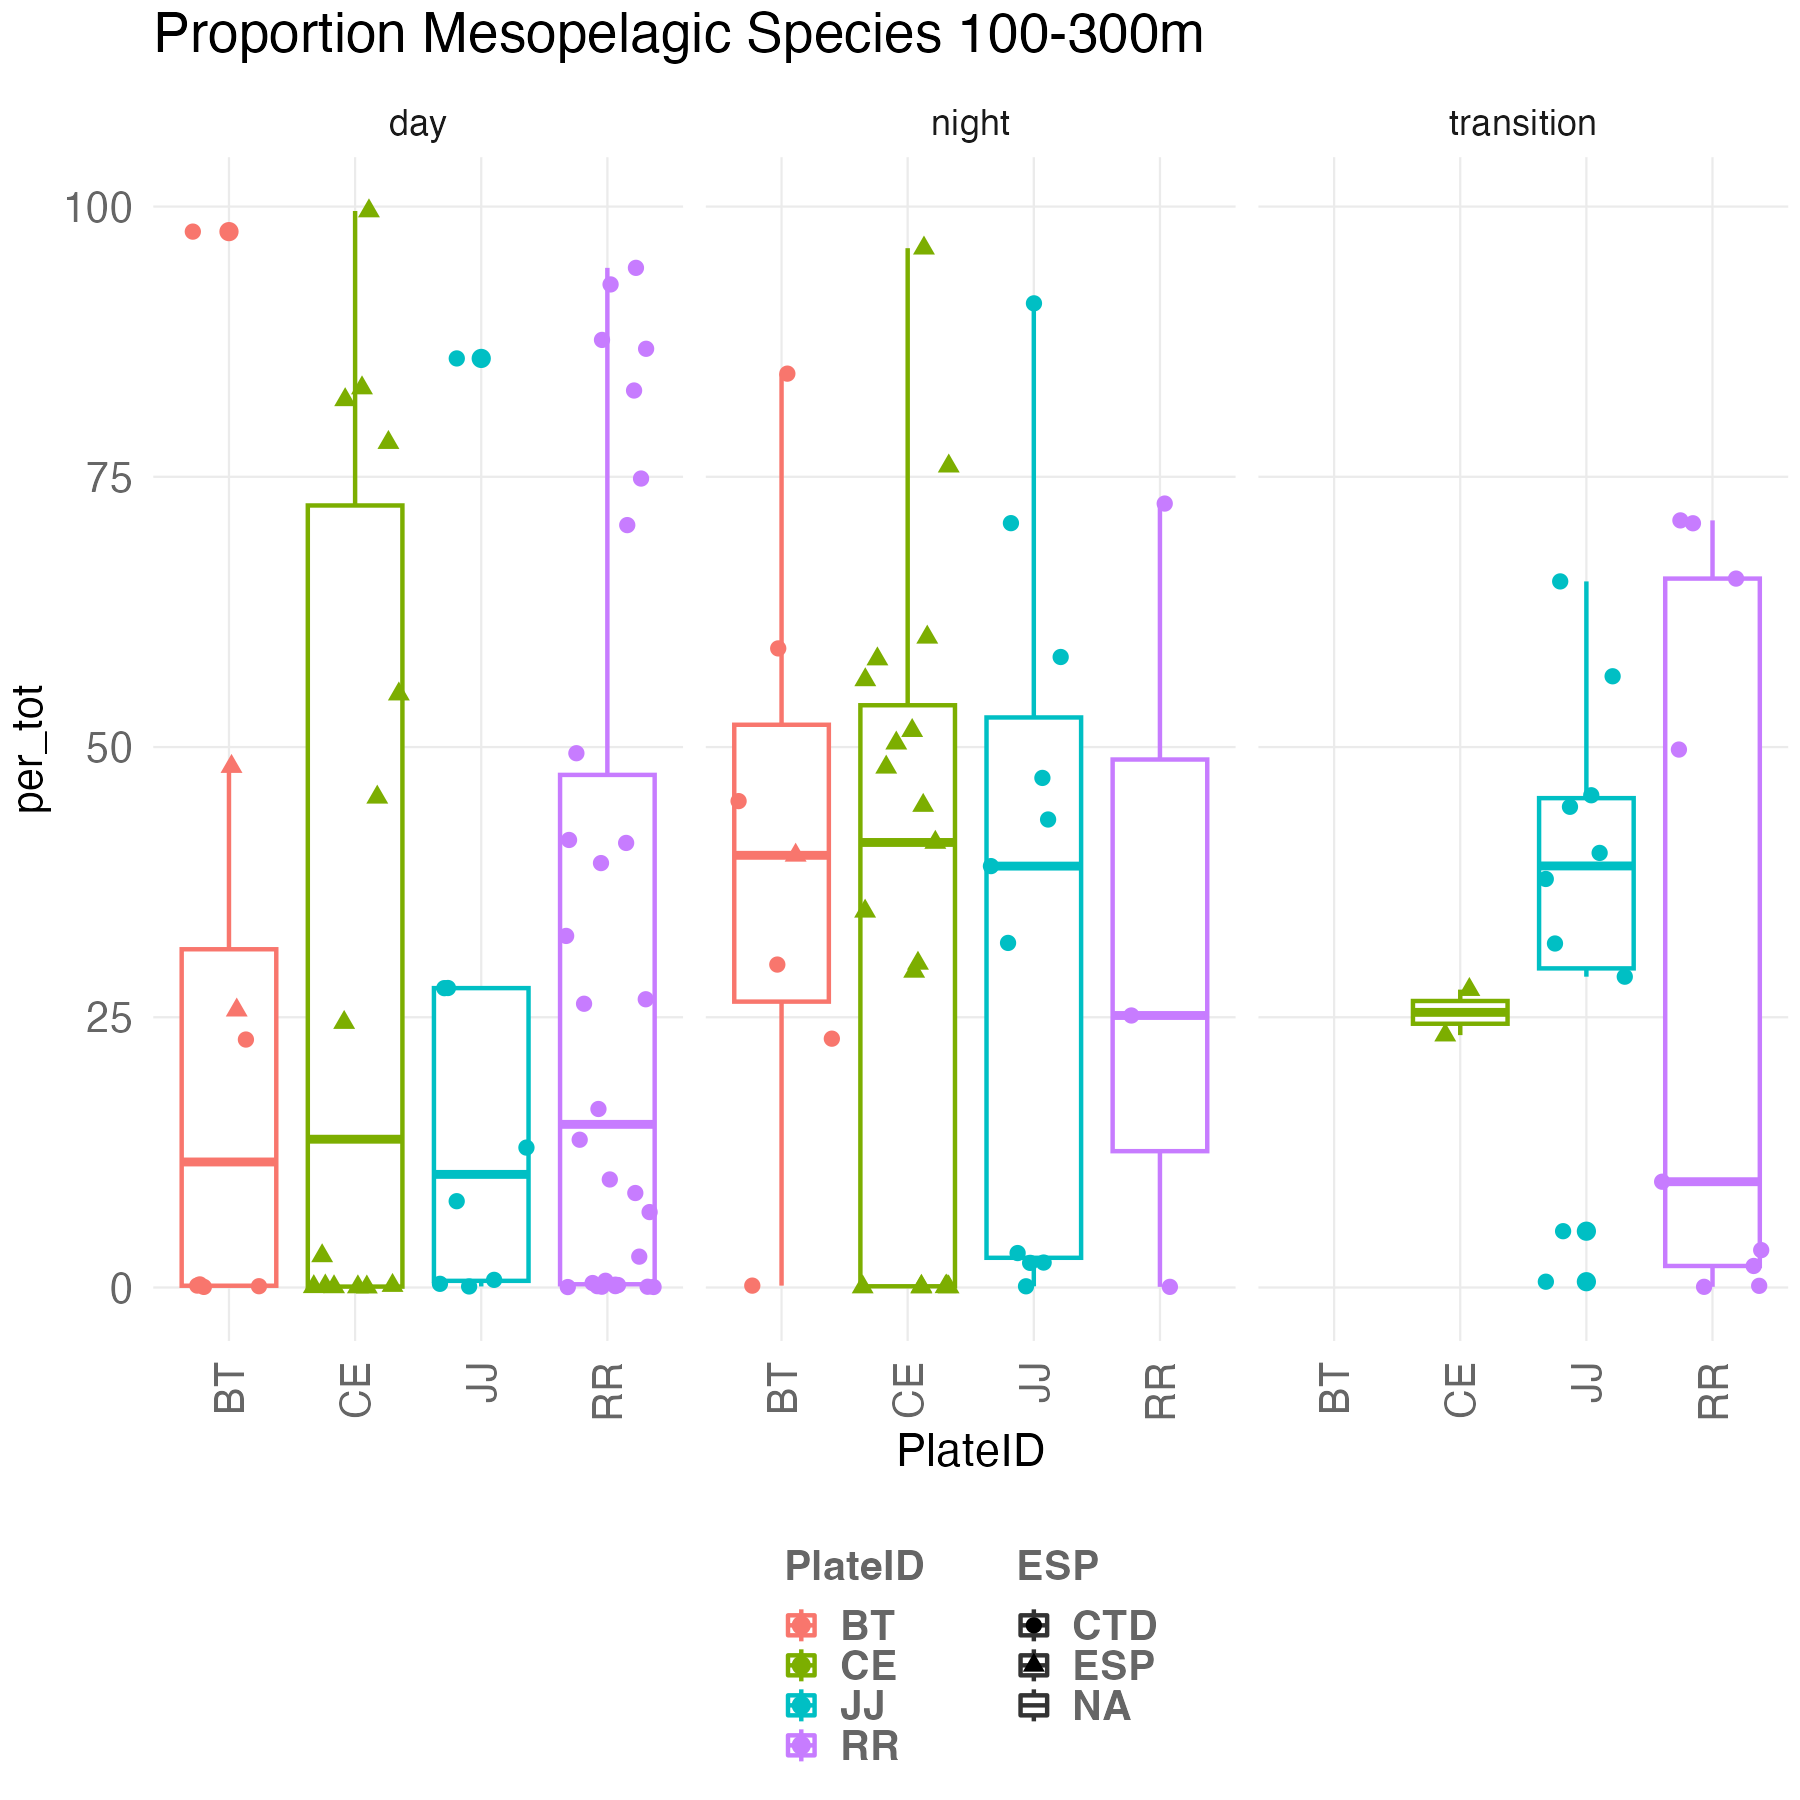 Proportion Mesopelagic Species 100-300m
day night transition
100
75
50
25
0
per_tot
BT CE JJ RR BT CE JJ RR BT CE JJ RR
PlateID
PlateID ESP
BT CTD
CE ESP
JJ NA
RR